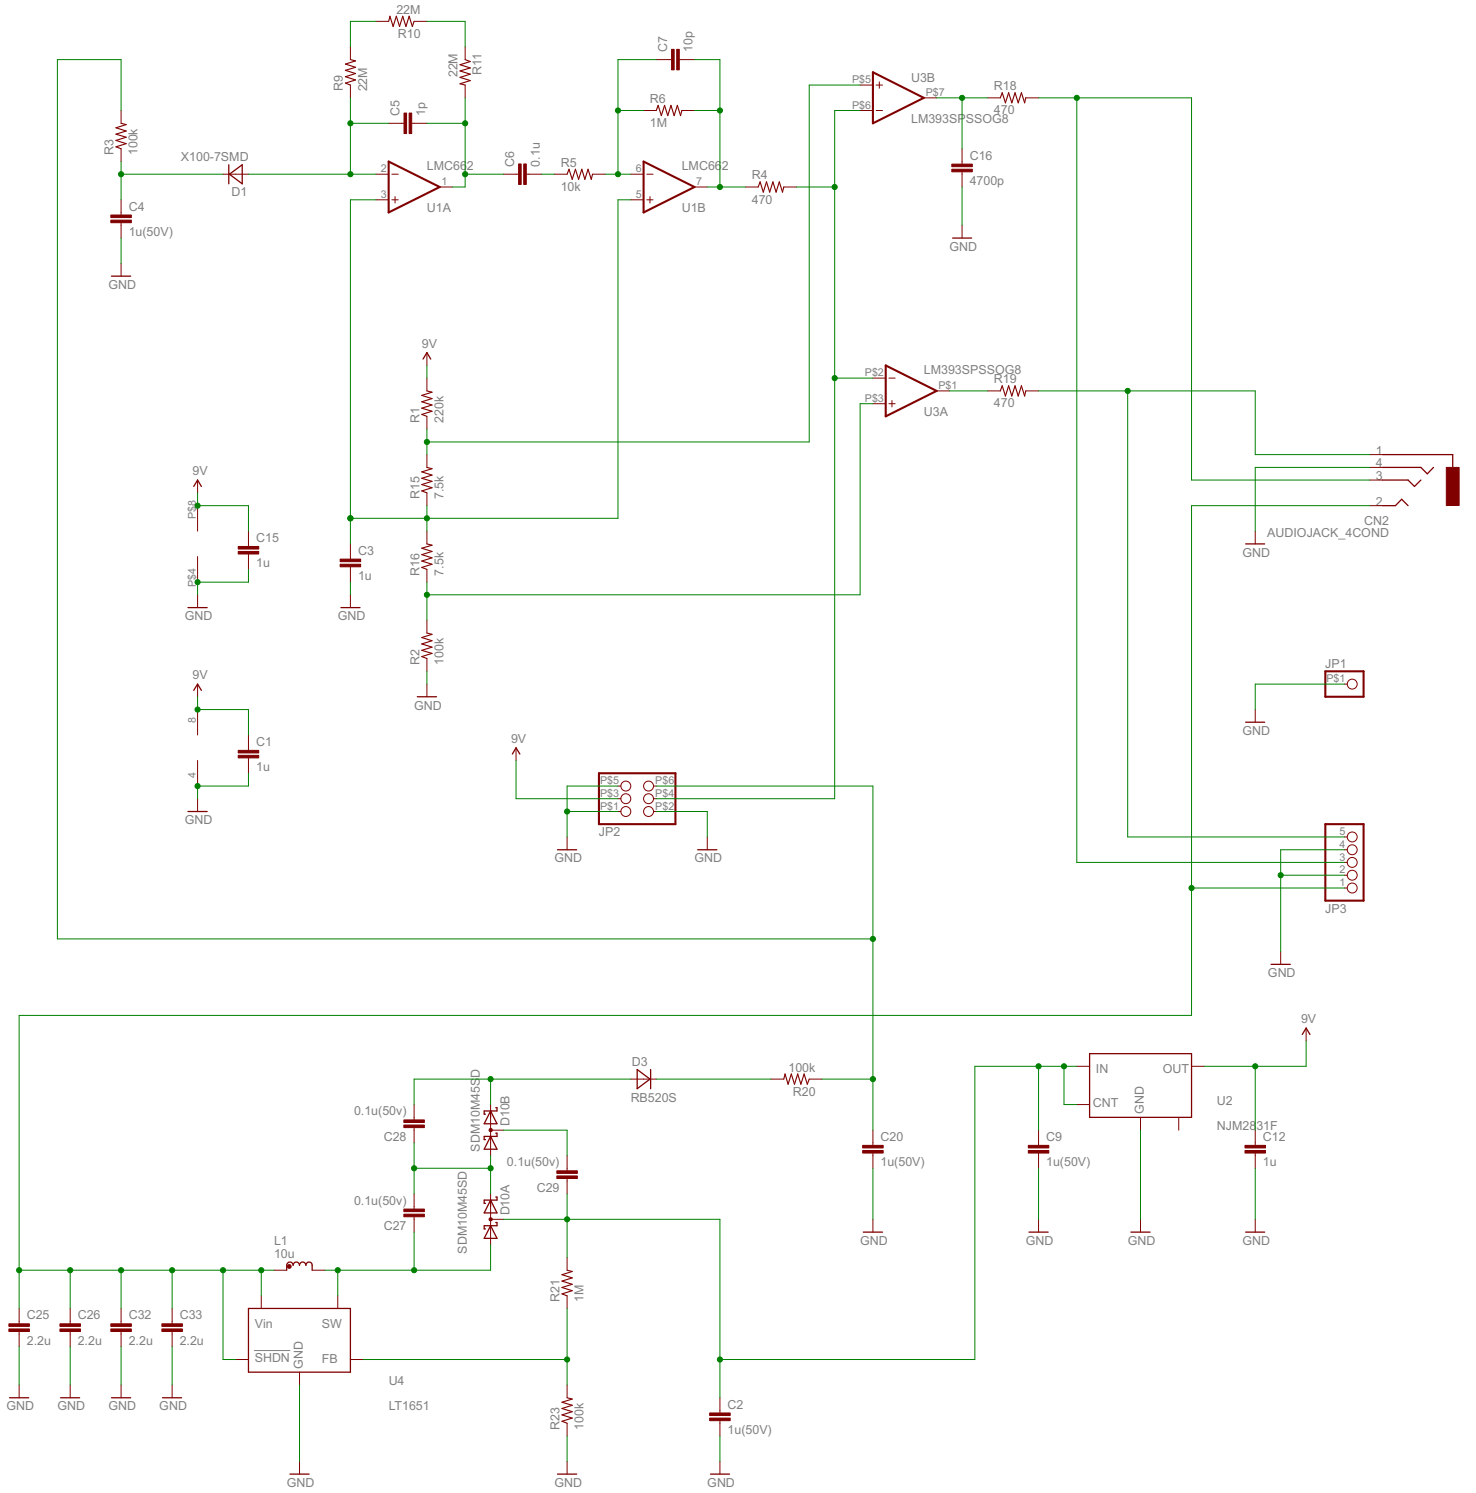 22M
R10
R9
22M
22M
R11
C5
1p
C7
10p
R6
1M
R3
100k
X100-7SMD
D1
LMC662
2
3
1
U1A
C6
0.1u
R5
10k
LMC662
6
5
7
U1B
R4
470
P$5
P$6
U3B
P$7
LM393SPSSOG8
R18
470
C16
4700p
GND
C4
1u(50V)
GND
9V
R1
220k
R15
7.5k
R16
7.5k
R2
100k
GND
C3
1u
GND
P$2
P$3
LM393SPSSOG8
P$1
U3A
R19
470
1
4
3
2
CN2
AUDIOJACK_4COND
GND
9V
P$8
P$4
C15
1u
GND
9V
8
4
C1
1u
GND
JP1
P$1
GND
9V
P$5
P$3
P$1
P$6
P$4
P$2
JP2
GND
GND
5
4
3
2
1
JP3
GND
D3
RB520S
100k
R20
SDM10M45SD
D10B
0.1u(50v)
C28
0.1u(50v)
C29
SDM10M45SD
D10A
0.1u(50v)
C27
C20
1u(50V)
GND
9V
IN
OUT
CNT
GND
U2
NJM2831F
C9
1u(50V)
GND
GND
C12
1u
GND
L1
10u
C25
2.2u
C26
2.2u
C32
2.2u
C33
2.2u
GND
GND
GND
GND
Vin
SW
SHDN
GND
FB
U4
LT1651
GND
R21
1M
R23
100k
GND
C2
1u(50V)
GND